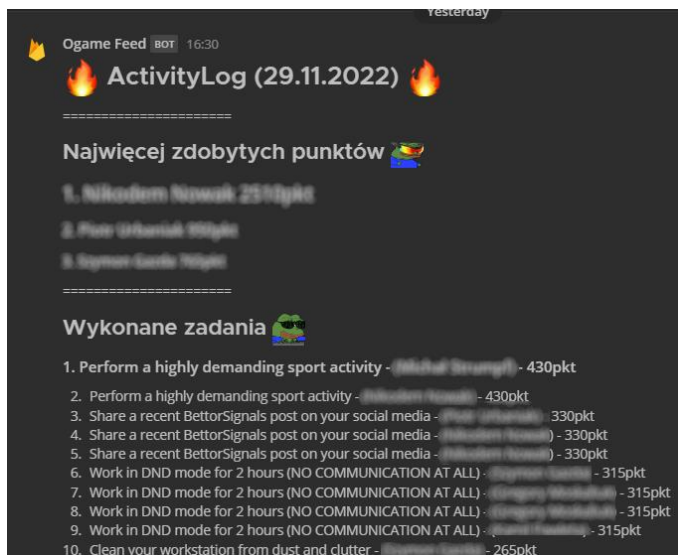 Yesterday
Ogame Feed BOT 16:30
ActivityLog (29.11.2022)
======================
Najwięcej zdobytych punktów
1.
2.
3.
======================
Wykonane zadania
1. Perform a highly demanding sport activity - - 430pkt
2. Perform a highly demanding sport activity - - 430pkt
3. Share a recent BettorSignals post on your social media - - 330pkt
4. Share a recent BettorSignals post on your social media - ) - 330pkt
5. Share a recent BettorSignals post on your social media - ) - 330pkt
6. Work in DND mode for 2 hours (NO COMMUNICATION AT ALL) - - 315pkt
7. Work in DND mode for 2 hours (NO COMMUNICATION AT ALL) - - 315pkt
8. Work in DND mode for 2 hours (NO COMMUNICATION AT ALL) - - 315pkt
9. Work in DND mode for 2 hours (NO COMMUNICATION AT ALL) - - 315pkt
10. Clean your workstation from dust and clutter - - 265pkt